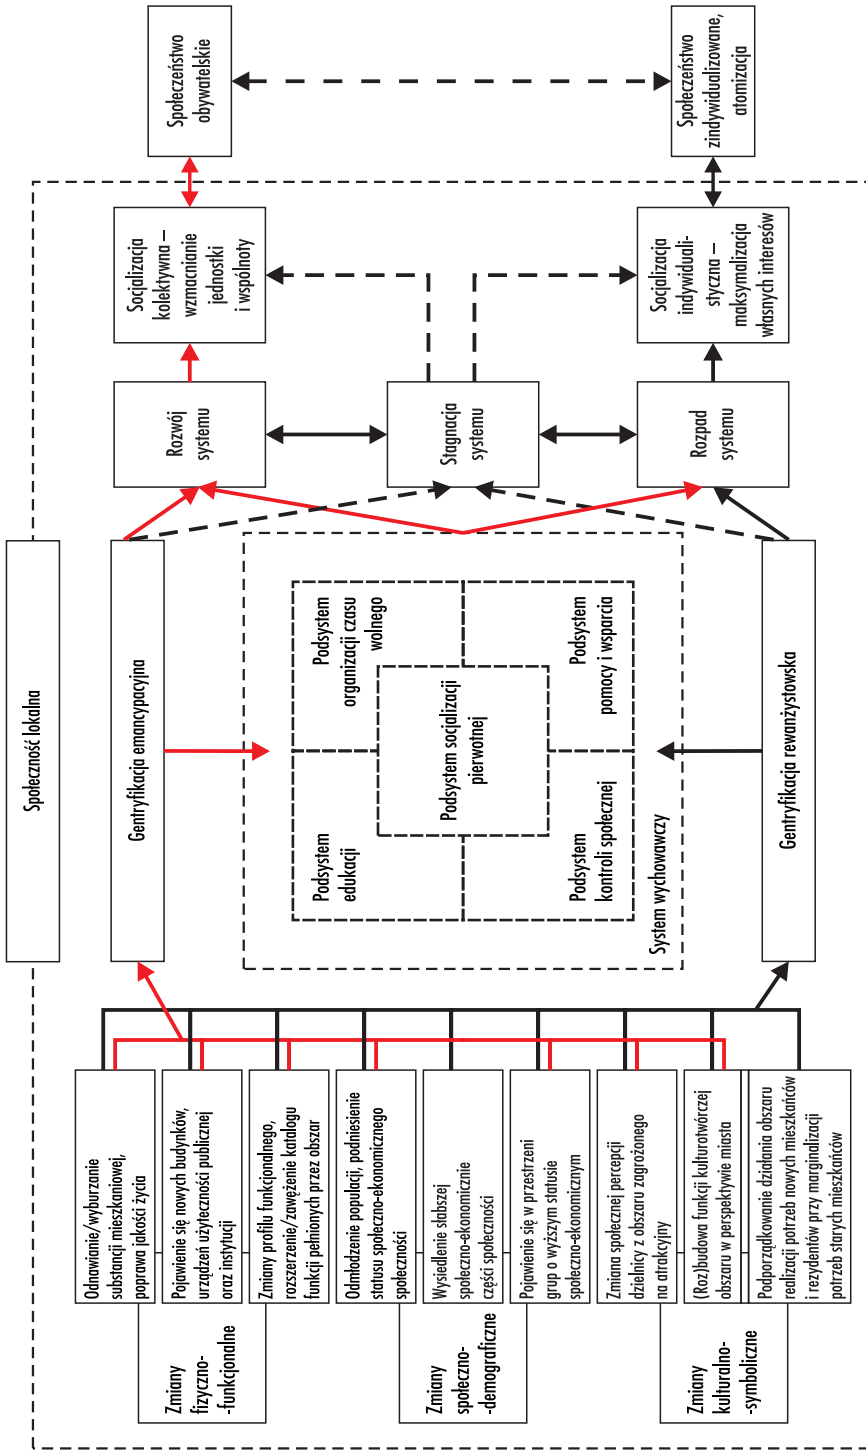 Społeczność lokalna
Zmiany
fizyczno-
-funkcjonalne
Odnawianie/wyburzanie
substancji mieszkaniowej,
poprawa jakości życia
Pojawienie się nowych budynków,
urządzeń użyteczności publicznej
oraz instytucji
Zmiany profilu funkcjonalnego,
rozszerzenie/zawężenie katalogu
funkcji pełnionych przez obszar
Zmiany
społeczno-
-demograficzne
Odmłodzenie populacji, podniesienie
statusu społeczno-ekonomicznego
społeczności
Wysiedlenie słabszej
społeczno-ekonomicznie
części społeczności
Pojawienie się w przestrzeni
grup o wyższym statusie
społeczno-ekonomicznym
Zmiany
kulturalno-
-symboliczne
Zmiana społecznej percepcji
dzielnicy z obszaru zagrożonego
na atrakcyjny
(Roz)budowa funkcji kulturotwórczej
obszaru w perspektywie miasta
Podporządkowanie działania obszaru
realizacji potrzeb nowych mieszkańców
i rezydentów przy marginalizacji
potrzeb starych mieszkańców
Gentryfikacja emancypacyjna
Podsystem
edukacji
Podsystem
organizacji czasu
wolnego
Podsystem socjalizacji
pierwotnej
Podsystem
kontroli społecznej
Podsystem
pomocy i wsparcia
System wychowawczy
Gentryfikacja rewanżystowska
Rozwój
systemu
Stagnacja
systemu
Rozpad
systemu
Socjalizacja
kolektywna –
wzmacnianie
jednostki
i wspólnoty
Socjalizacja
indywiduali-
styczna –
maksymalizacja
własnych interesów
Społeczeństwo
obywatelskie
Społeczeństwo
zindywidualizowane,
atomizacja